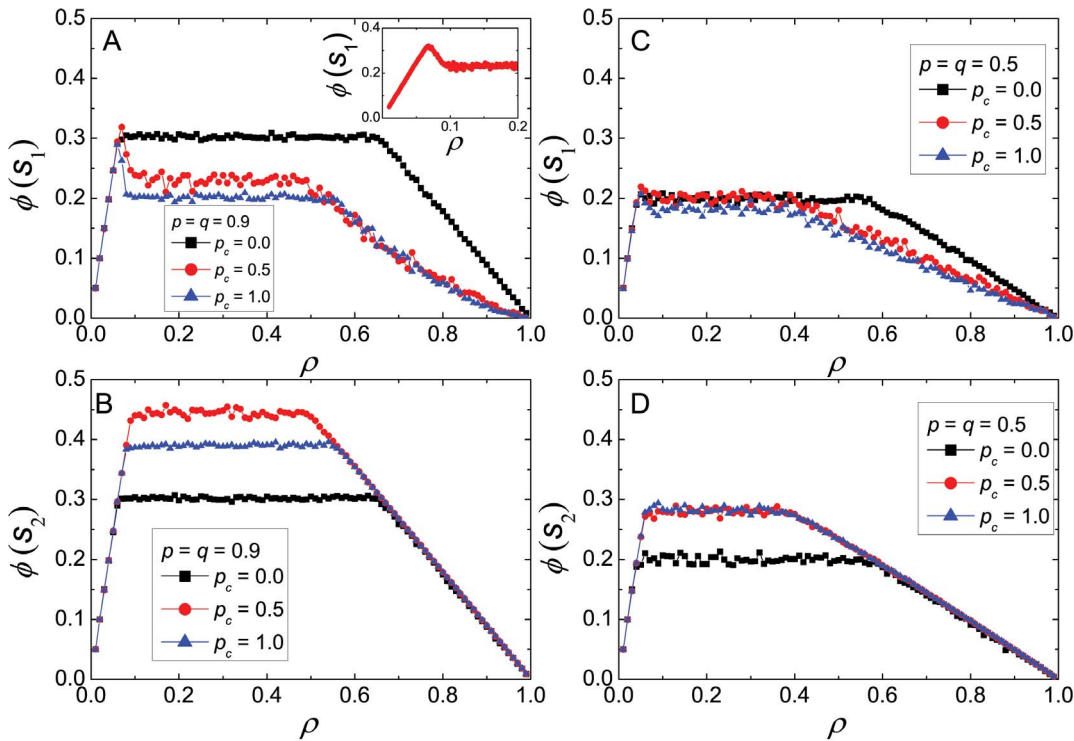 A
0.5
0.4
0.3
0.2
0.1
0.0
ϕ(s1)
0.0 0.2 0.4 0.6 0.8 1.0
ρ
p = q = 0.9
pc = 0.0
pc = 0.5
pc = 1.0
0.4
0.2
0.0
ϕ(s1)
0.0 0.1 0.2
ρ
C
0.5
0.4
0.3
0.2
0.1
0.0
ϕ(s1)
0.0 0.2 0.4 0.6 0.8 1.0
ρ
p = q = 0.5
pc = 0.0
pc = 0.5
pc = 1.0
B
0.5
0.4
0.3
0.2
0.1
0.0
ϕ(s2)
0.0 0.2 0.4 0.6 0.8 1.0
ρ
p = q = 0.9
pc = 0.0
pc = 0.5
pc = 1.0
D
0.5
0.4
0.3
0.2
0.1
0.0
ϕ(s2)
0.0 0.2 0.4 0.6 0.8 1.0
ρ
p = q = 0.5
pc = 0.0
pc = 0.5
pc = 1.0